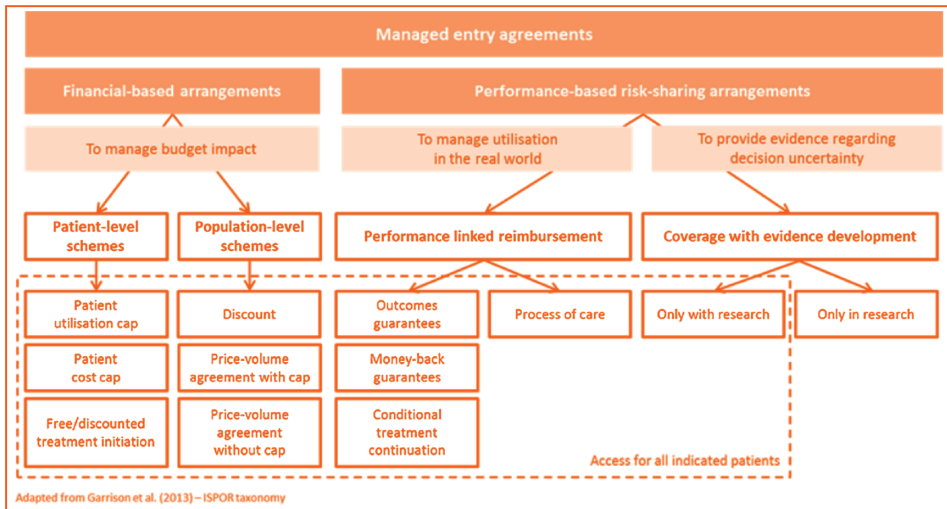 Managed entry agreements
Financial-based arrangements
Performance-based risk-sharing arrangements
To manage budget impact
To manage utilisation
in the real world
To provide evidence regarding
decision uncertainty
Patient-level
schemes
Population-level
schemes
Performance linked reimbursement
Coverage with evidence development
Patient
utilisation cap
Discount
Outcomes
guarantees
Process of care
Only with research
Only in research
Patient
cost cap
Price-volume
agreement with cap
Money-back
guarantees
Free/discounted
treatment initiation
Price-volume
agreement
without cap
Conditional
treatment
continuation
Access for all indicated patients
Adapted from Garrison et al. (2013) – ISPOR taxonomy